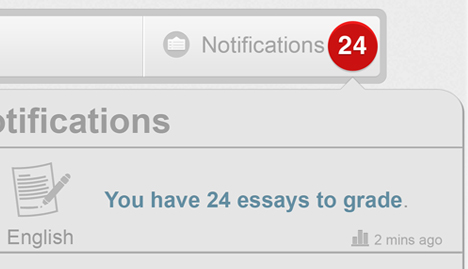 Notifications 24
otifications
You have 24 essays to grade.
English
2 mins ago